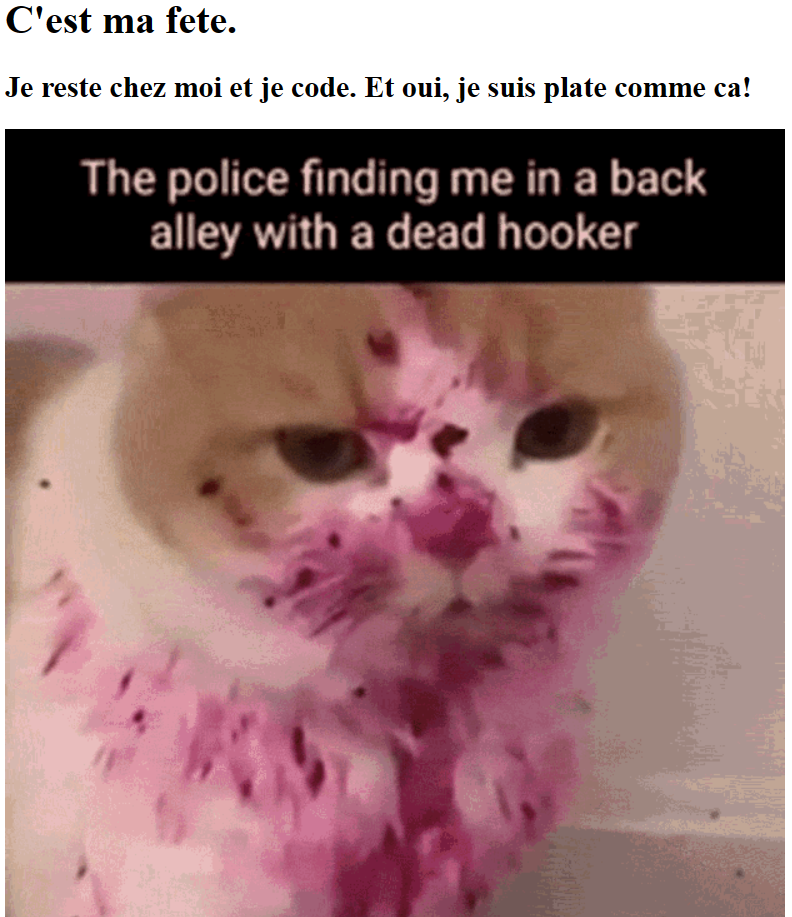 C'est ma fete.
Je reste chez moi et je code. Et oui, je suis plate comme ca!
The police finding me in a back
alley with a dead hooker